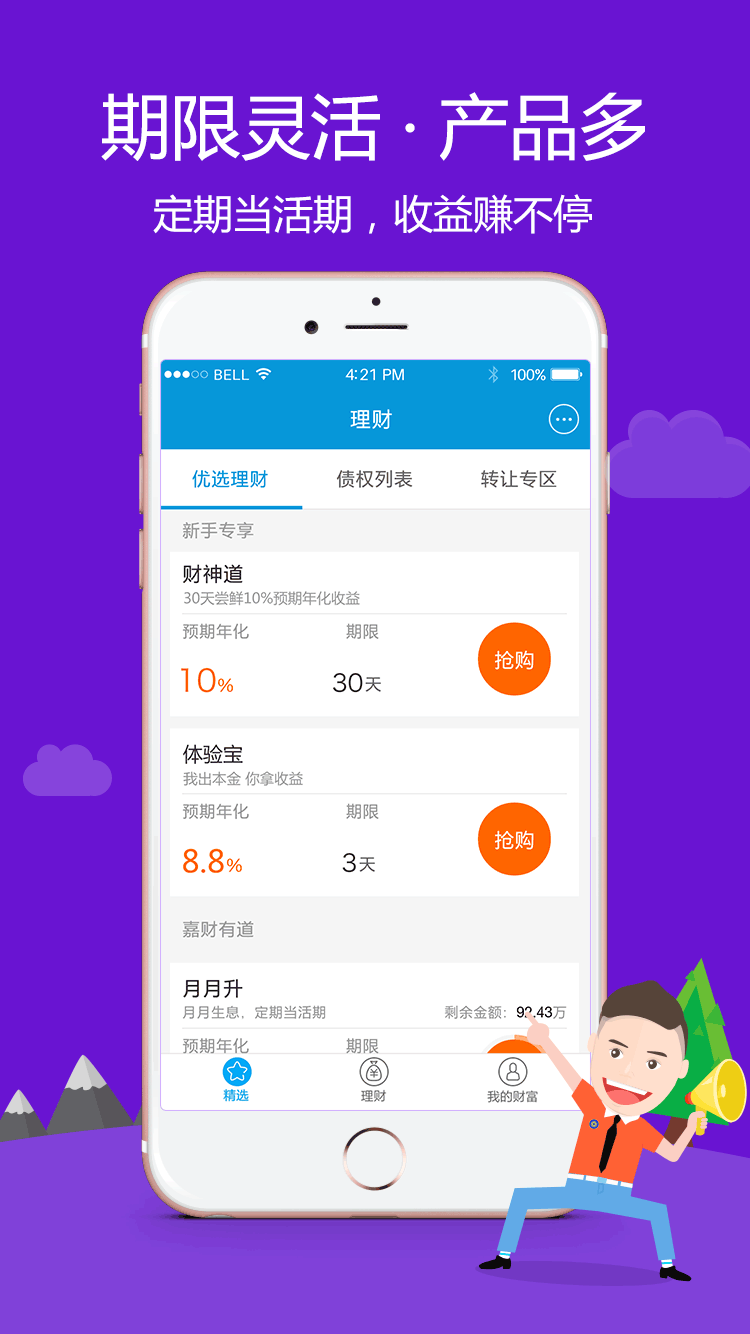 期限灵活·产品多
定期当活期，收益赚不停
BELL 4:21 PM 100%
理财
优选理财 债权列表 转让专区
新手专享
财神道
30天尝鲜10%预期年化收益
预期年化 期限
10% 30天 抢购
体验宝
我出本金 你拿收益
预期年化 期限
8.8% 3天 抢购
嘉财有道
月月升
月月生息，定期当活期 剩余金额：92.43万
预期年化 期限
精选 理财 我的财富